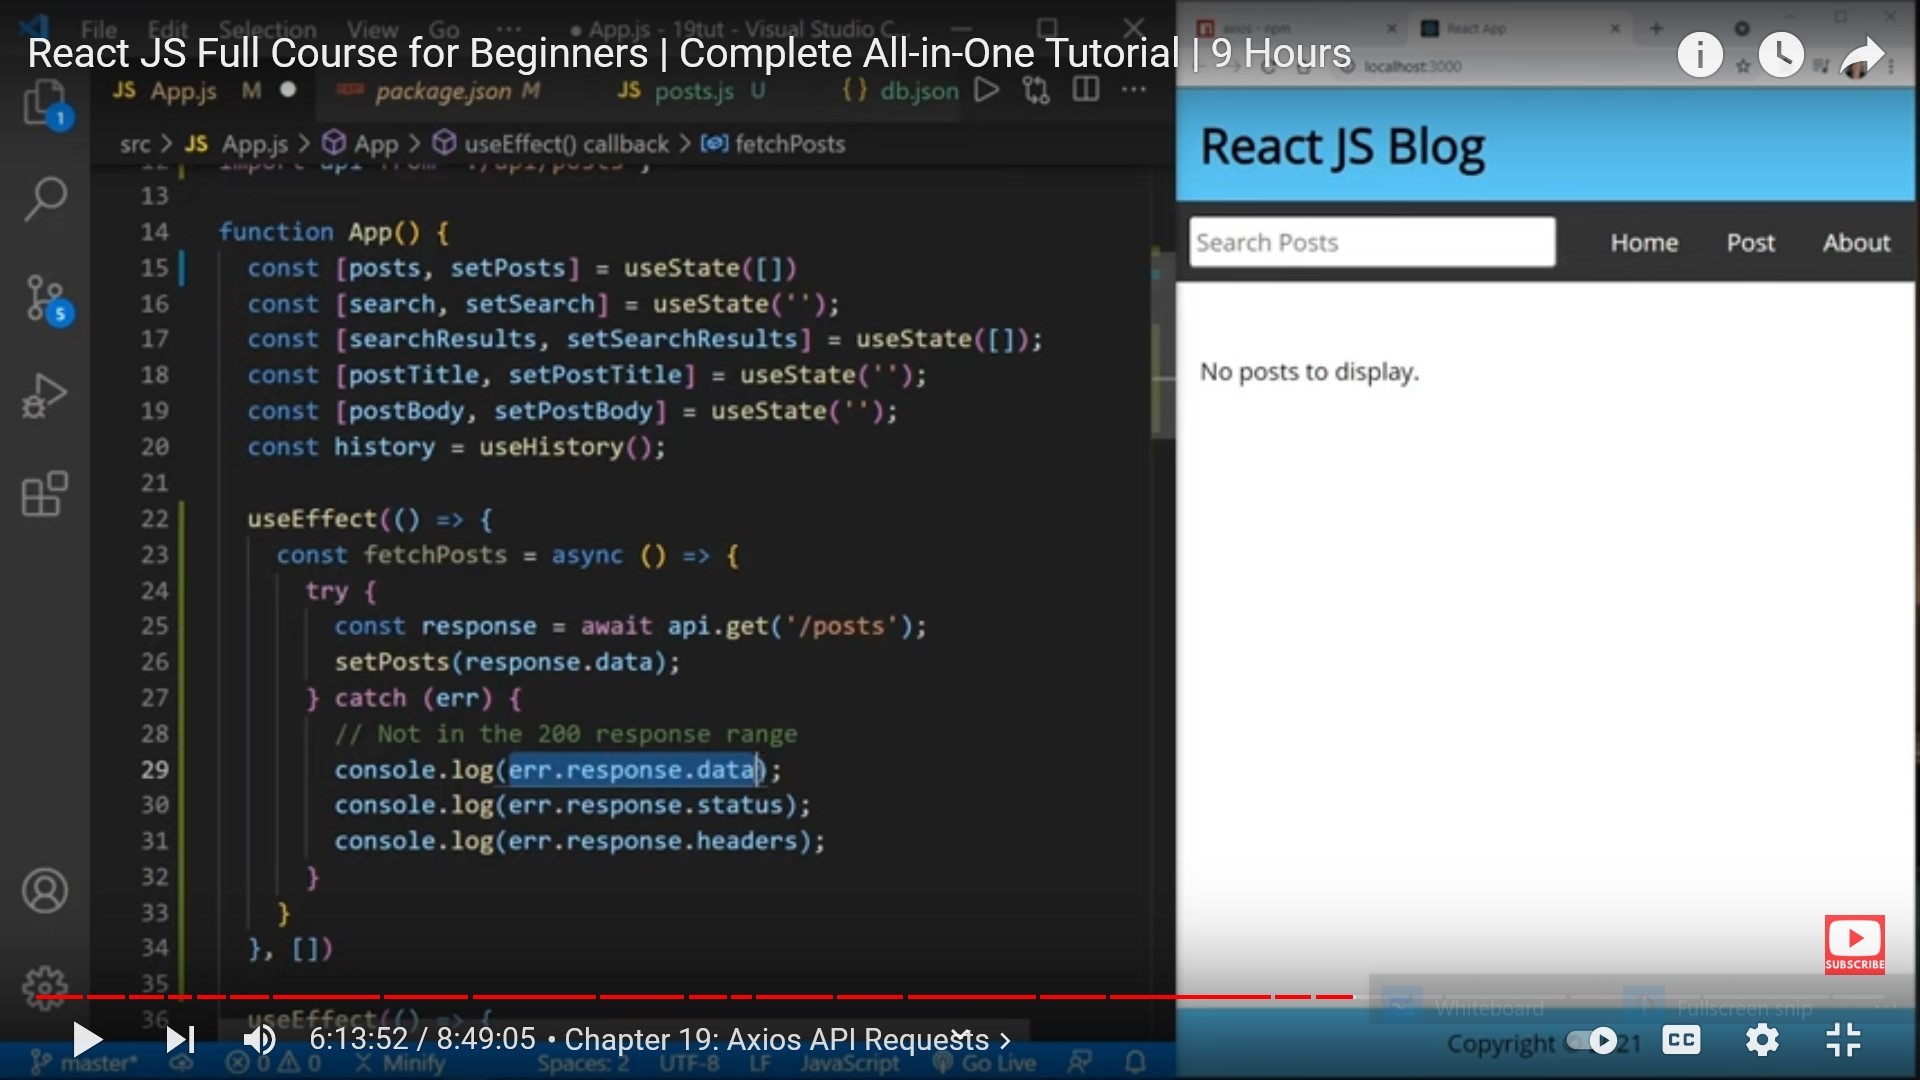 File Edit Selection View Go ··· ● App.js - 19tut - Visual Studio C...
React JS Full Course for Beginners | Complete All-in-One Tutorial | 9 Hours
JS App.js M ●
package.json M
JS posts.js U
{ } db.json
···
src > JS App.js > App > useEffect() callback > fetchPosts
12 import api from './api/posts';
13
14 function App() {
15 const [posts, setPosts] = useState([])
16 const [search, setSearch] = useState('');
17 const [searchResults, setSearchResults] = useState([]);
18 const [postTitle, setPostTitle] = useState('');
19 const [postBody, setPostBody] = useState('');
20 const history = useHistory();
21
22 useEffect(() => {
23 const fetchPosts = async () => {
24 try {
25 const response = await api.get('/posts');
26 setPosts(response.data);
27 } catch (err) {
28 // Not in the 200 response range
29 console.log(err.response.data);
30 console.log(err.response.status);
31 console.log(err.response.headers);
32 }
33 }
34 }, [])
35
36 useEffect(() => {
1
5
6:13:52 / 8:49:05 • Chapter 19: Axios API Requests >
master* 0 0 Minify Spaces: 2 UTF-8 LF JavaScript Go Live
axios - npm
React App
localhost:3000
React JS Blog
Search Posts
Home Post About
No posts to display.
SUBSCRIBE
Whiteboard
Fullscreen snip
Copyright © 21
CC